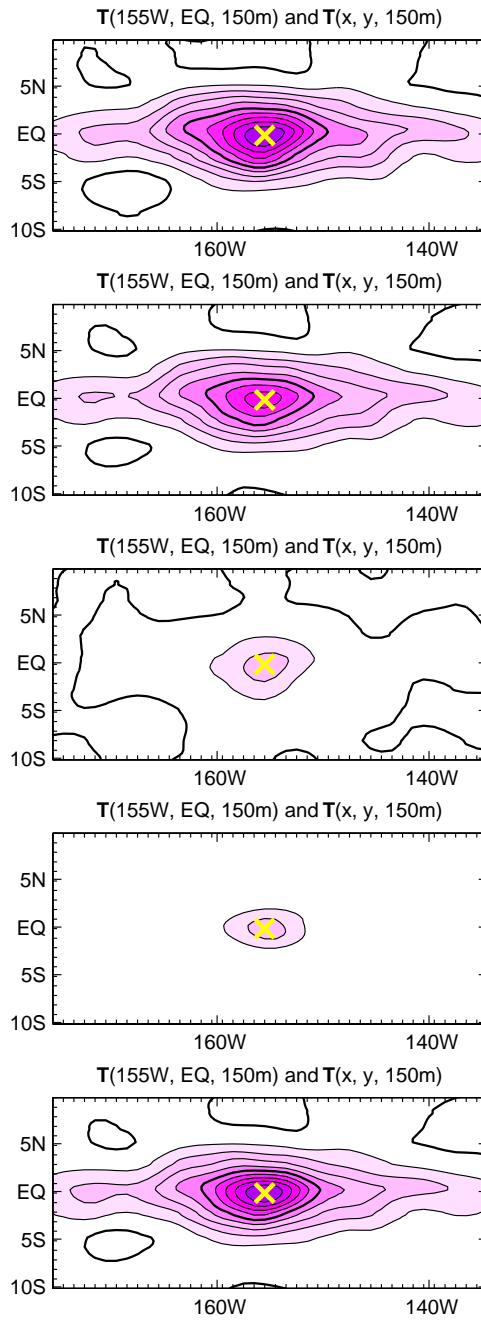 T(155W, EQ, 150m) and T(x, y, 150m)
5N
EQ
5S
10S
160W 140W
T(155W, EQ, 150m) and T(x, y, 150m)
5N
EQ
5S
10S
160W 140W
T(155W, EQ, 150m) and T(x, y, 150m)
5N
EQ
5S
10S
160W 140W
T(155W, EQ, 150m) and T(x, y, 150m)
5N
EQ
5S
10S
160W 140W
T(155W, EQ, 150m) and T(x, y, 150m)
5N
EQ
5S
10S
160W 140W